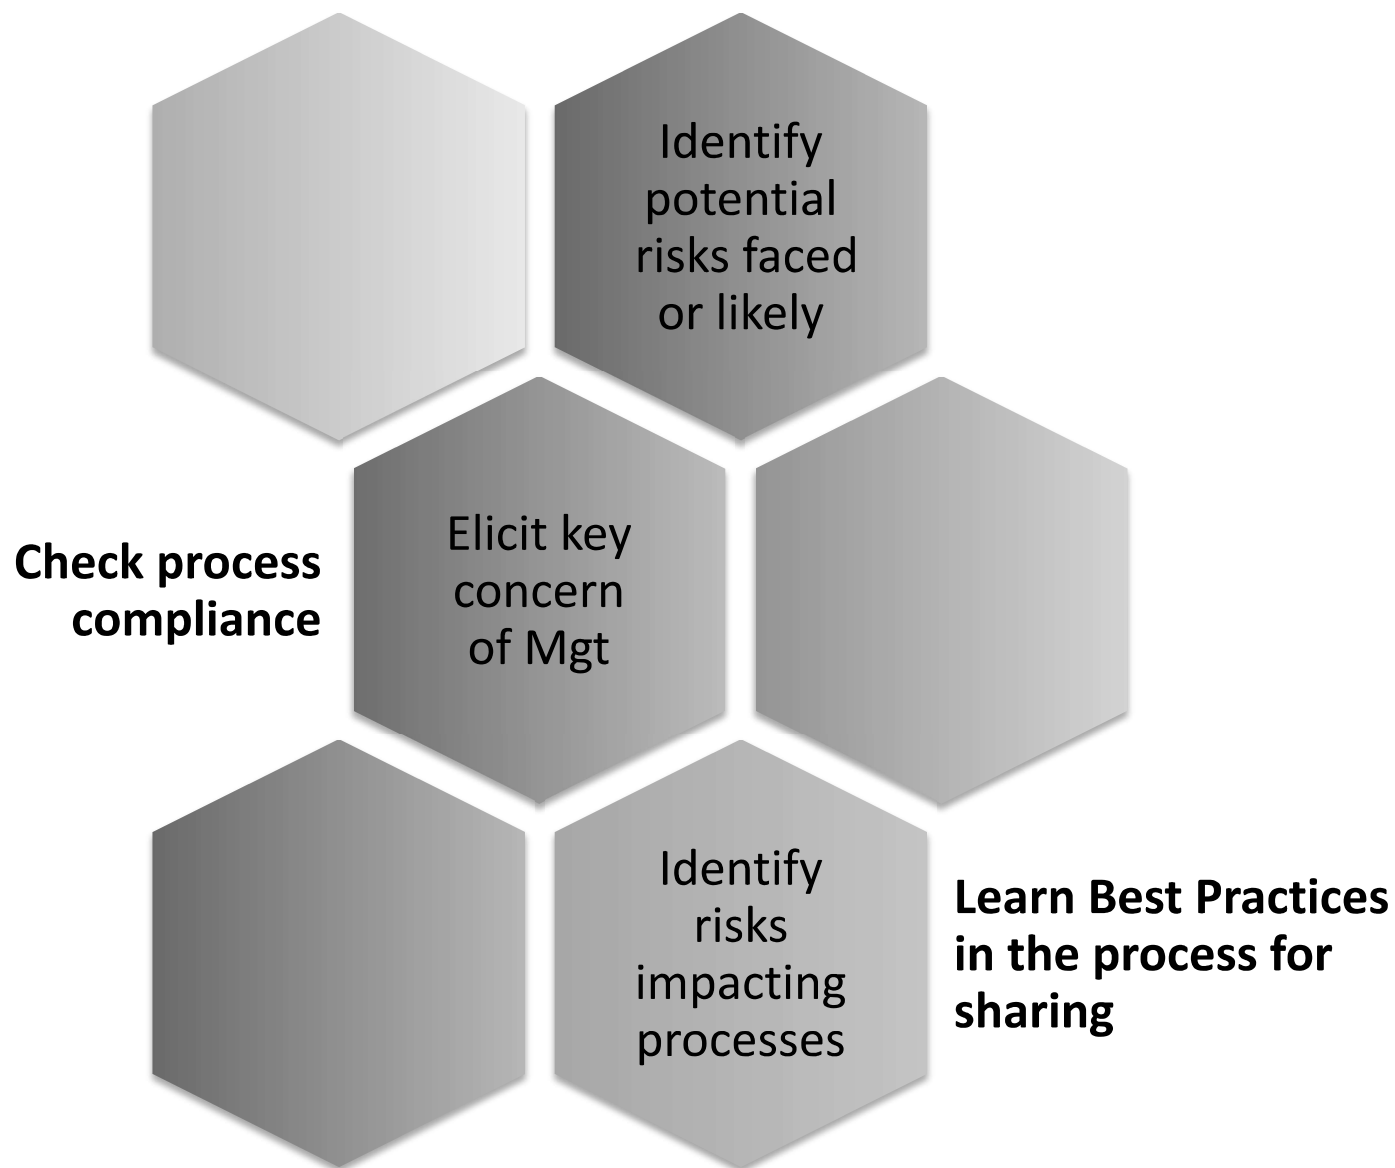 Identify
potential
risks faced
or likely
Check process
compliance
Elicit key
concern
of Mgt
Identify
risks
impacting
processes
Learn Best Practices
in the process for
sharing